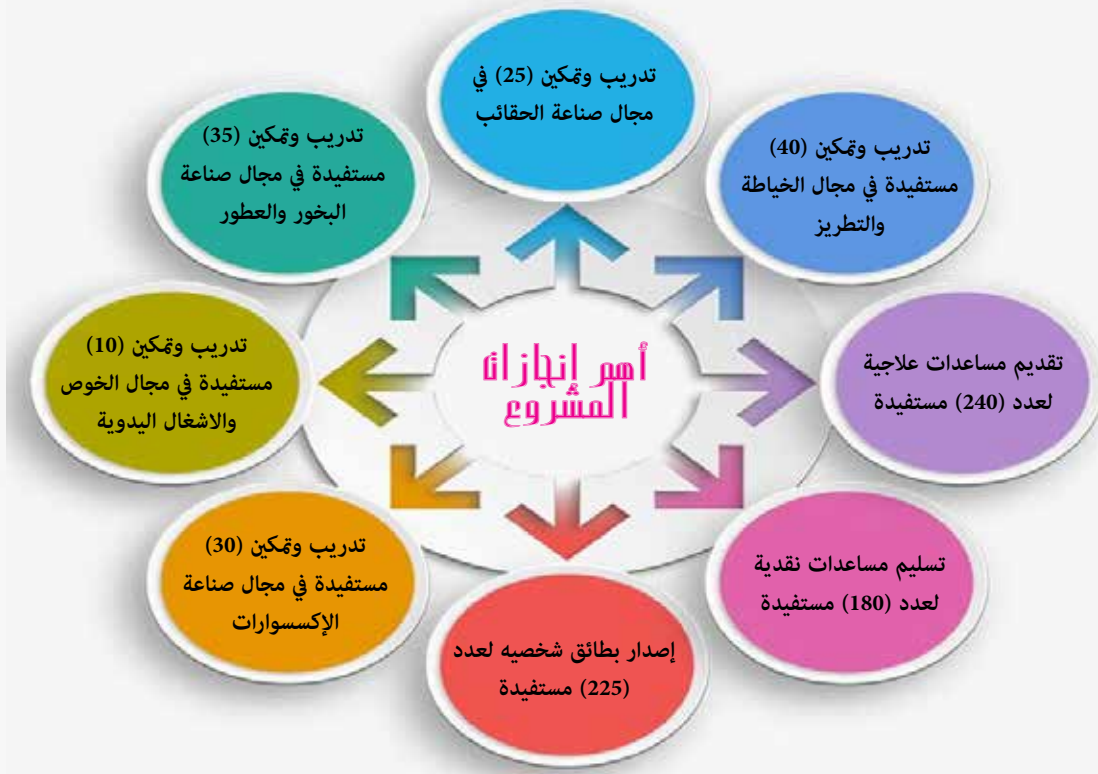 أهم إنجازات
المشروع
تدريب وتمكين (25) في
مجال صناعة الحقائب
تدريب وتمكين (40)
مستفيدة في مجال الخياطة
والتطريز
تقديم مساعدات علاجية
لعدد (240) مستفيدة
تسليم مساعدات نقدية
لعدد (180) مستفيدة
إصدار بطائق شخصيه لعدد
(225) مستفيدة
تدريب وتمكين (30)
مستفيدة في مجال صناعة
الإكسسوارات
تدريب وتمكين (10)
مستفيدة في مجال الخوص
والاشغال اليدوية
تدريب وتمكين (35)
مستفيدة في مجال صناعة
البخور والعطور